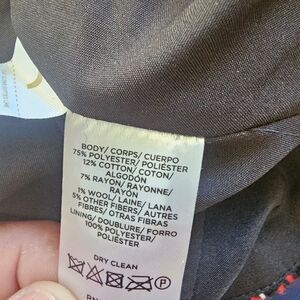 BODY/ CORPS/ CUERPO
75% POLYESTER/ POLIÉSTER
12% COTTON/ COTON/
ALGODÓN
7% RAYON/ RAYONNE/
RAYÓN
1% WOOL/ LAINE/ LANA
5% OTHER FIBERS/ AUTRES
FIBRES/ OTRAS FIBRAS
LINING/ DOUBLURE/ FORRO
100% POLYESTER/
POLIÉSTER
DRY CLEAN
P
RN